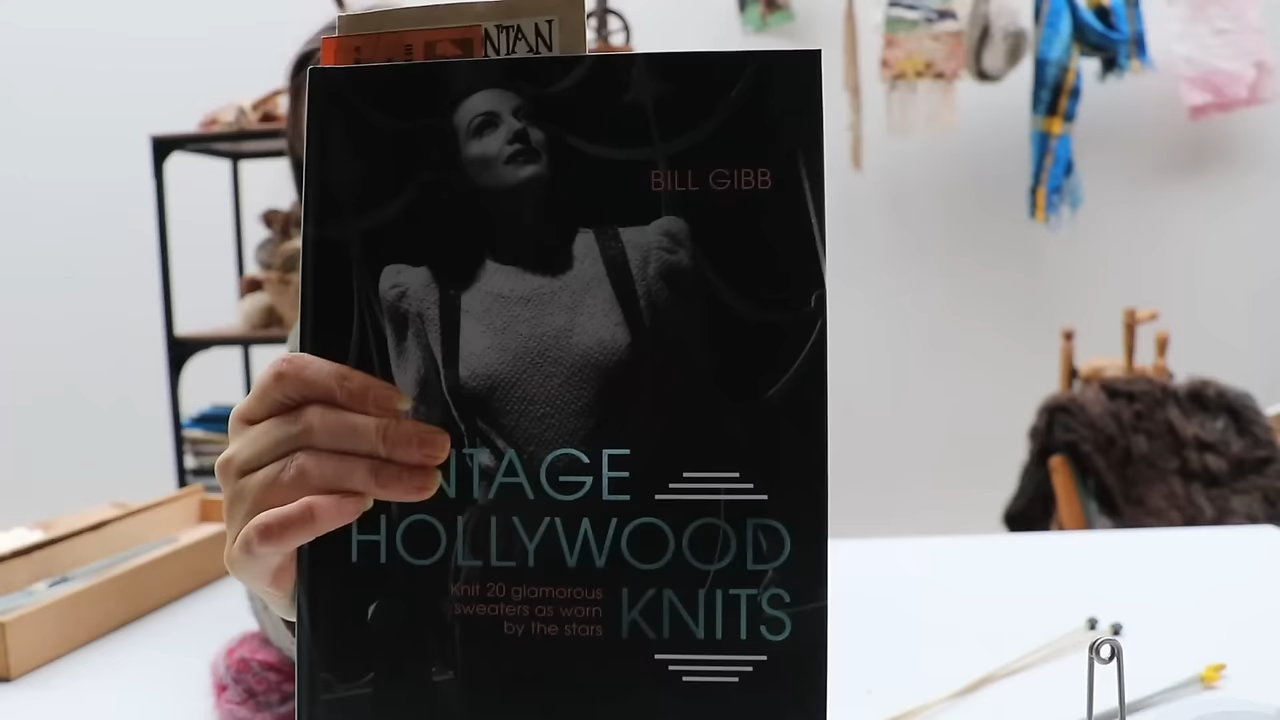 NTAN
BILL GIBB
NTAGE
HOLLYWOOD
Knit 20 glamorous
sweaters as worn
by the stars
KNITS